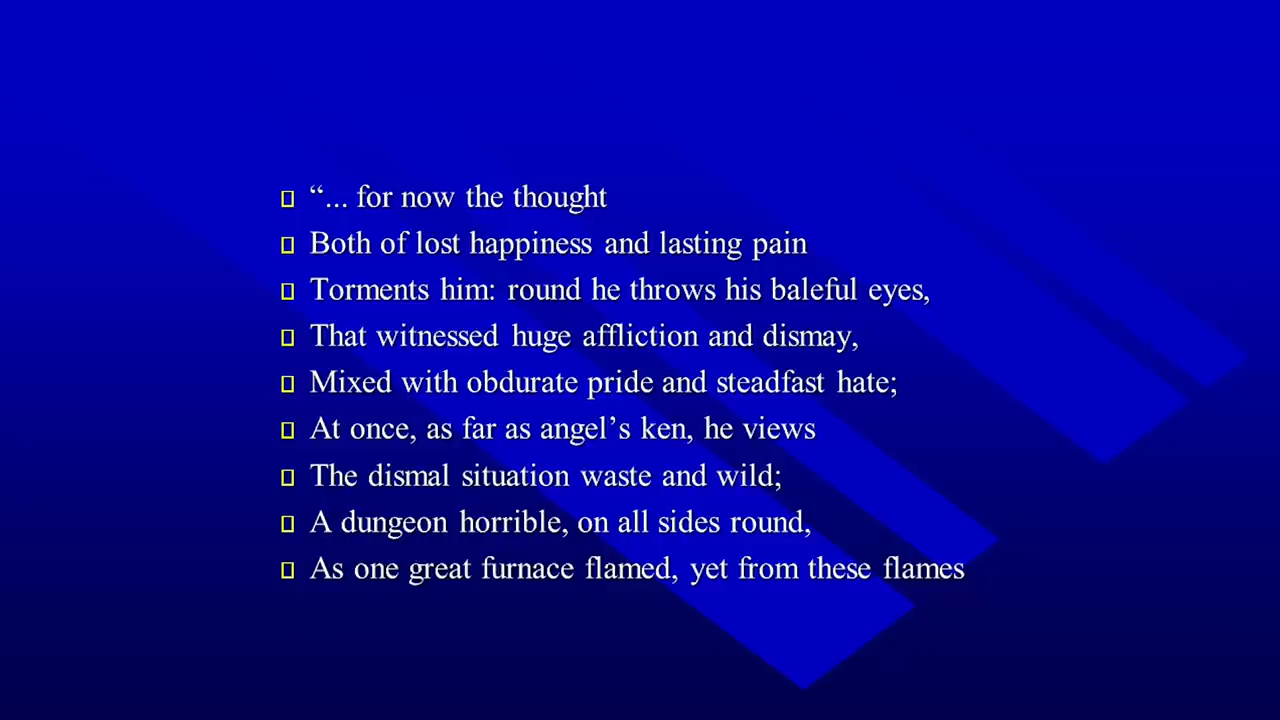 “... for now the thought
Both of lost happiness and lasting pain
Torments him: round he throws his baleful eyes,
That witnessed huge affliction and dismay,
Mixed with obdurate pride and steadfast hate;
At once, as far as angel’s ken, he views
The dismal situation waste and wild;
A dungeon horrible, on all sides round,
As one great furnace flamed, yet from these flames